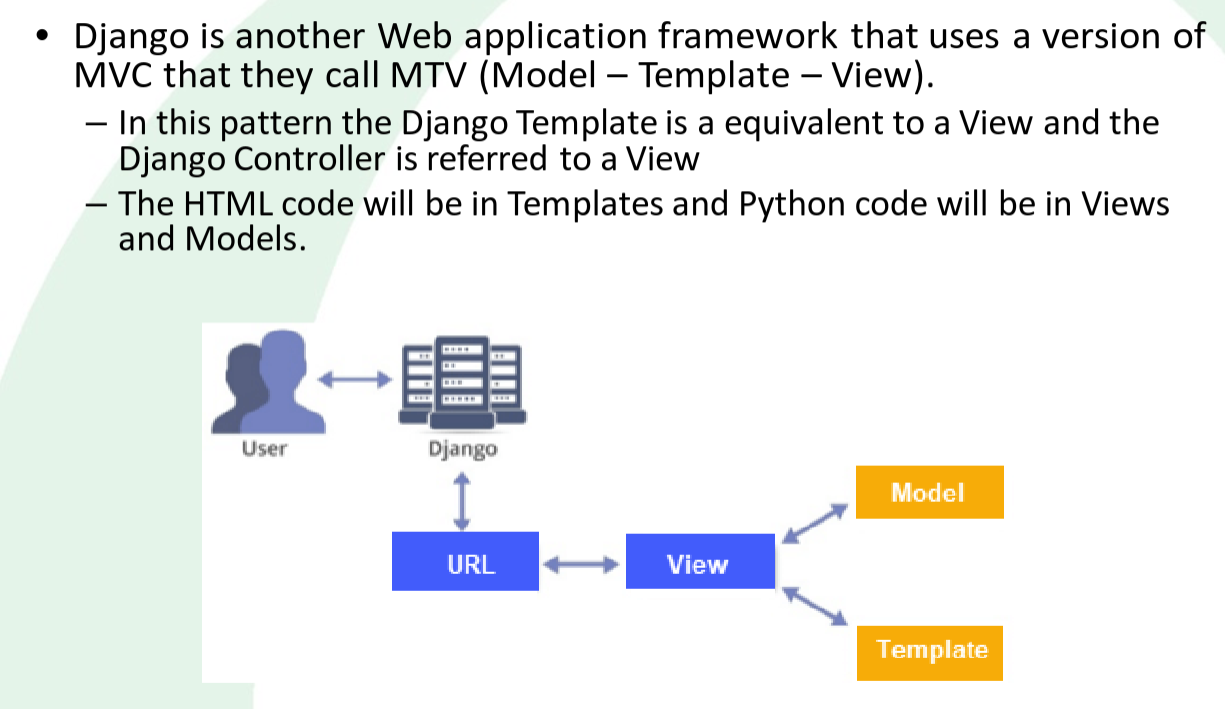 • Django is another Web application framework that uses a version of
MVC that they call MTV (Model – Template – View).
– In this pattern the Django Template is a equivalent to a View and the
Django Controller is referred to a View
– The HTML code will be in Templates and Python code will be in Views
and Models.
User
Django
Model
URL
View
Template